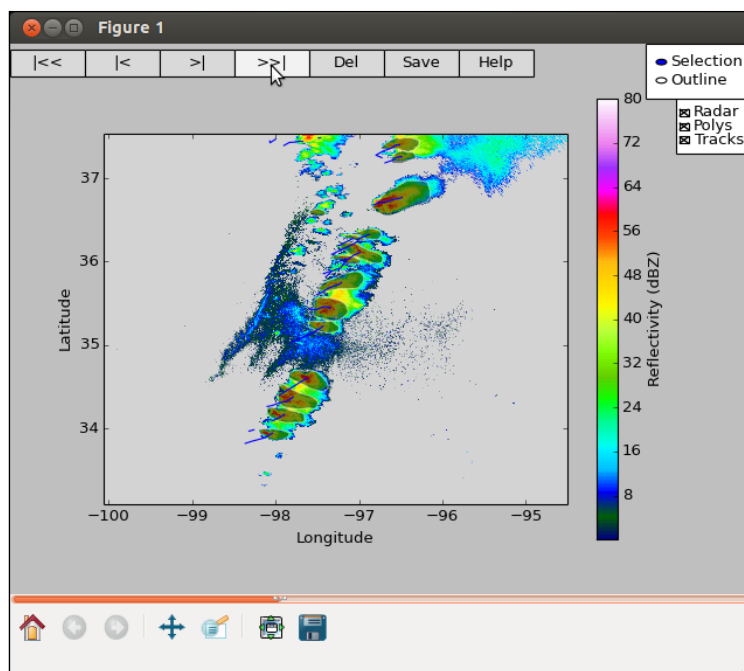 Figure 1
|<< |< >| >>| Del Save Help
Selection
Outline
Radar
Polys
Tracks
80
72
64
56
48
40
32
24
16
8
Reflectivity (dBZ)
37
36
35
34
Latitude
−100 −99 −98 −97 −96 −95
Longitude